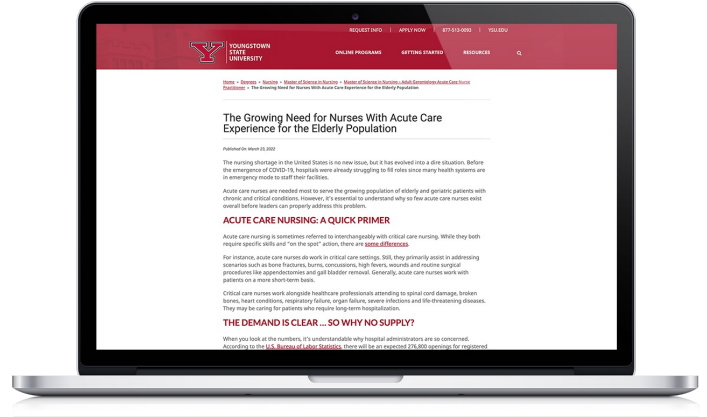 REQUEST INFO | APPLY NOW | 877-513-0093 | YSU.EDU
YOUNGSTOWN
STATE
UNIVERSITY
ONLINE PROGRAMS GETTING STARTED RESOURCES
Home » Degrees » Nursing » Master of Science in Nursing » Master of Science in Nursing – Adult Gerontology Acute Care Nurse
Practitioner » The Growing Need for Nurses With Acute Care Experience for the Elderly Population
The Growing Need for Nurses With Acute Care
Experience for the Elderly Population
Published On: March 23, 2022
The nursing shortage in the United States is no new issue, but it has evolved into a dire situation. Before
the emergence of COVID-19, hospitals were already struggling to fill roles since many health systems are
in emergency mode to staff their facilities.
Acute care nurses are needed most to serve the growing population of elderly and geriatric patients with
chronic and critical conditions. However, it's essential to understand why so few acute care nurses exist
overall before leaders can properly address this problem.
ACUTE CARE NURSING: A QUICK PRIMER
Acute care nursing is sometimes referred to interchangeably with critical care nursing. While they both
require specific skills and "on the spot" action, there are some differences.
For instance, acute care nurses do work in critical care settings. Still, they primarily assist in addressing
scenarios such as bone fractures, burns, concussions, high fevers, wounds and routine surgical
procedures like appendectomies and gall bladder removal. Generally, acute care nurses work with
patients on a more short-term basis.
Critical care nurses work alongside healthcare professionals attending to spinal cord damage, broken
bones, heart conditions, respiratory failure, organ failure, severe infections and life-threatening diseases.
They may be caring for patients who require long-term hospitalization.
THE DEMAND IS CLEAR ... SO WHY NO SUPPLY?
When you look at the numbers, it's understandable why hospital administrators are so concerned.
According to the U.S. Bureau of Labor Statistics, there will be an expected 276,800 openings for registered